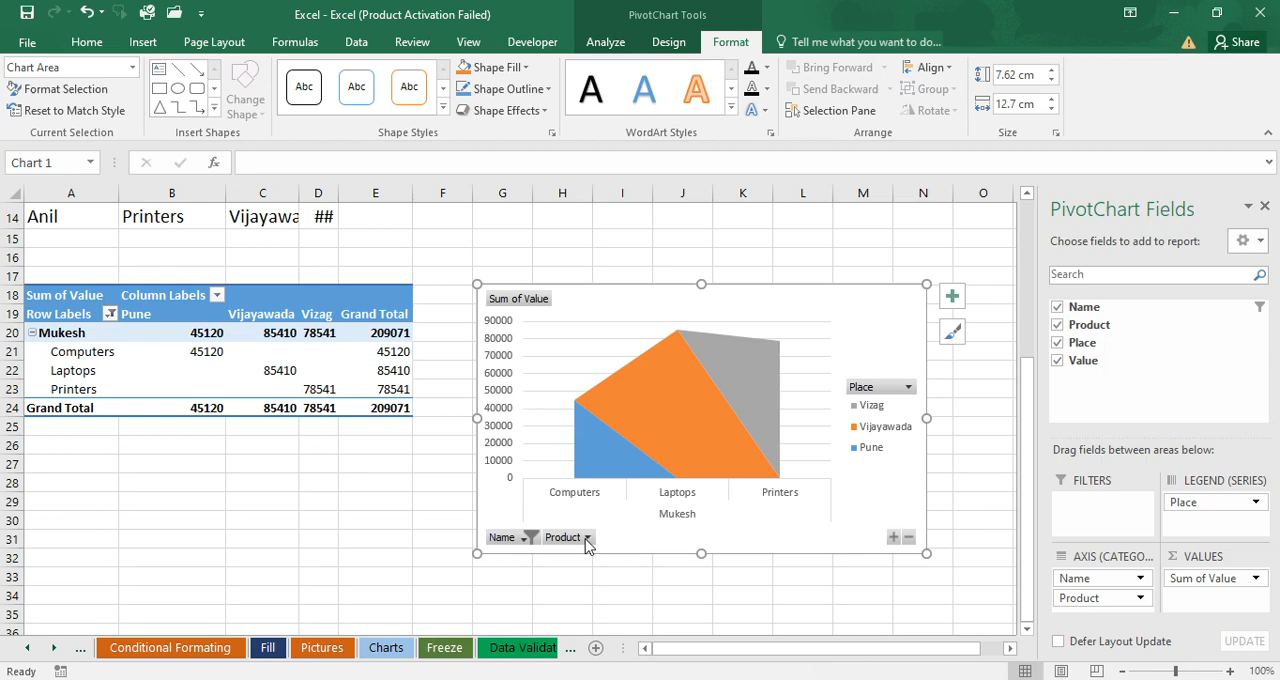 Excel - Excel (Product Activation Failed)
PivotChart Tools
File Home Insert Page Layout Formulas Data Review View Developer Analyze Design Format Tell me what you want to do... Share
Chart Area
Format Selection
Reset to Match Style
Current Selection
Change
Shape
Insert Shapes
Abc Abc Abc
Shape Fill
Shape Outline
Shape Effects
Shape Styles
A A A
A
A
A
WordArt Styles
Bring Forward
Send Backward
Selection Pane
Align
Group
Rotate
Arrange
7.62 cm
12.7 cm
Size
Chart 1
fx
A B C D E F G H I J K L M N O
14 Anil Printers Vijayawa ##
15
16
17
18 Sum of Value Column Labels
19 Row Labels Pune Vijayawada Vizag Grand Total
20 Mukesh 45120 85410 78541 209071
21 Computers 45120 45120
22 Laptops 85410 85410
23 Printers 78541 78541
24 Grand Total 45120 85410 78541 209071
25
26
27
28
29
30
31
32
33
34
35
36
Sum of Value
90000
80000
70000
60000
50000
40000
30000
20000
10000
0
Computers Laptops Printers
Mukesh
Name Product
Place
Vizag
Vijayawada
Pune
PivotChart Fields
Choose fields to add to report:
Search
Name
Product
Place
Value
Drag fields between areas below:
FILTERS
LEGEND (SERIES)
Place
AXIS (CATEGO...
Name
Product
Σ VALUES
Sum of Value
Defer Layout Update UPDATE
... Conditional Formating Fill Pictures Charts Freeze Data Validat ...
Ready
100%